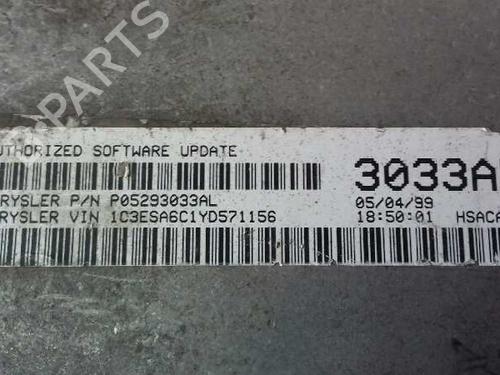 UTHORIZED SOFTWARE UPDATE
3033A
RYSLER P/N P05293033AL
05/04/99
RYSLER VIN 1C3ESA6C1YD571156
18:50:01 HSACA
PARTS